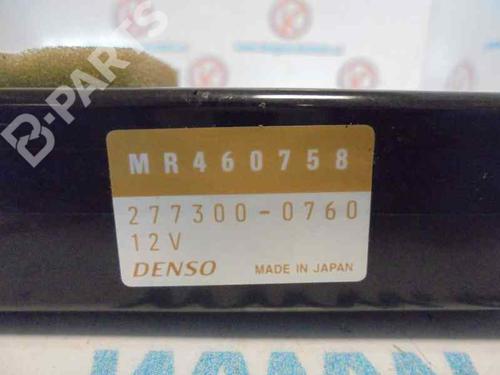 B-PARTS
MR460758
277300-0760
12V
DENSO MADE IN JAPAN